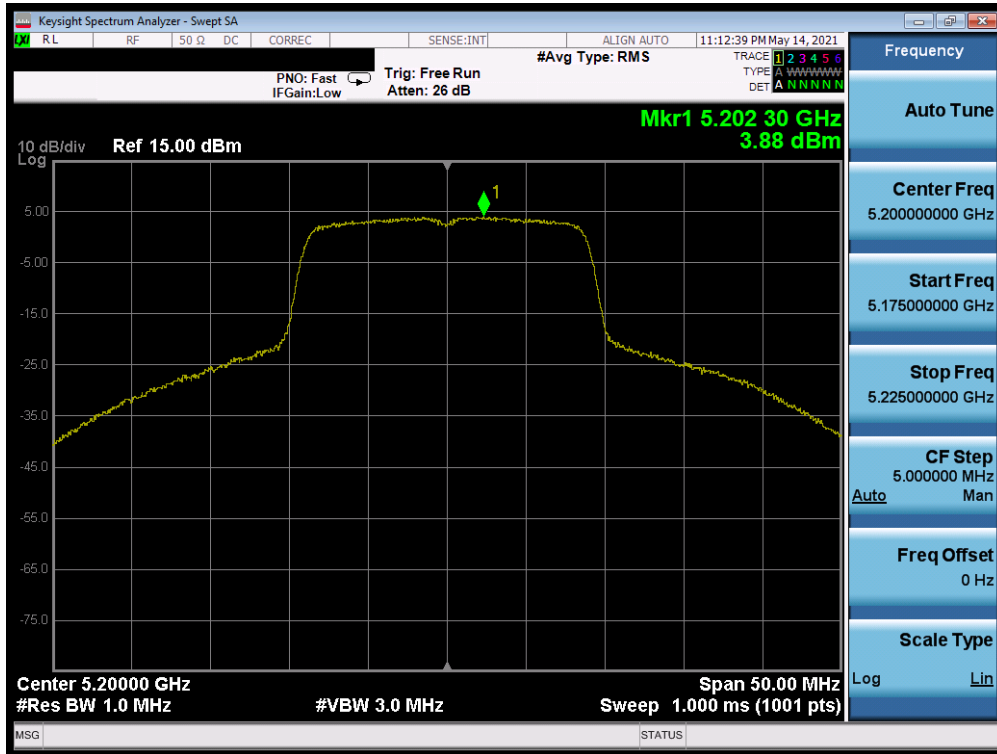 Keysight Spectrum Analyzer - Swept SA
LXI RL RF 50 Ω DC CORREC SENSE:INT ALIGN AUTO 11:12:39 PM May 14, 2021
#Avg Type: RMS TRACE 1 2 3 4 5 6
PNO: Fast Trig: Free Run TYPE A WWWWW
IFGain:Low Atten: 26 dB DET A N N N N N
Mkr1 5.202 30 GHz
3.88 dBm
10 dB/div Ref 15.00 dBm
Log
1
5.00
-5.00
-15.0
-25.0
-35.0
-45.0
-55.0
-65.0
-75.0
Center 5.20000 GHz Span 50.00 MHz
#Res BW 1.0 MHz #VBW 3.0 MHz Sweep 1.000 ms (1001 pts)
MSG STATUS
Frequency
Auto Tune
Center Freq
5.200000000 GHz
Start Freq
5.175000000 GHz
Stop Freq
5.225000000 GHz
CF Step
5.000000 MHz
Auto Man
Freq Offset
0 Hz
Scale Type
Log Lin